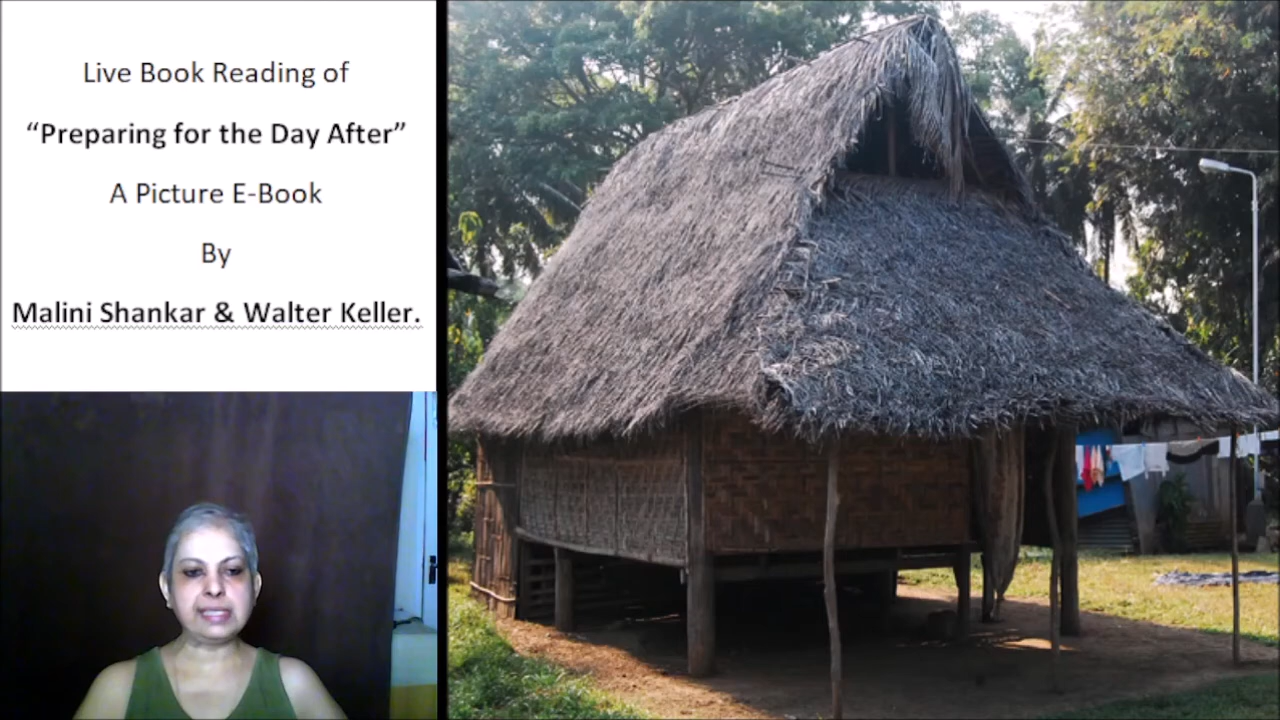 Live Book Reading of
“Preparing for the Day After”
A Picture E-Book
By
Malini Shankar & Walter Keller.